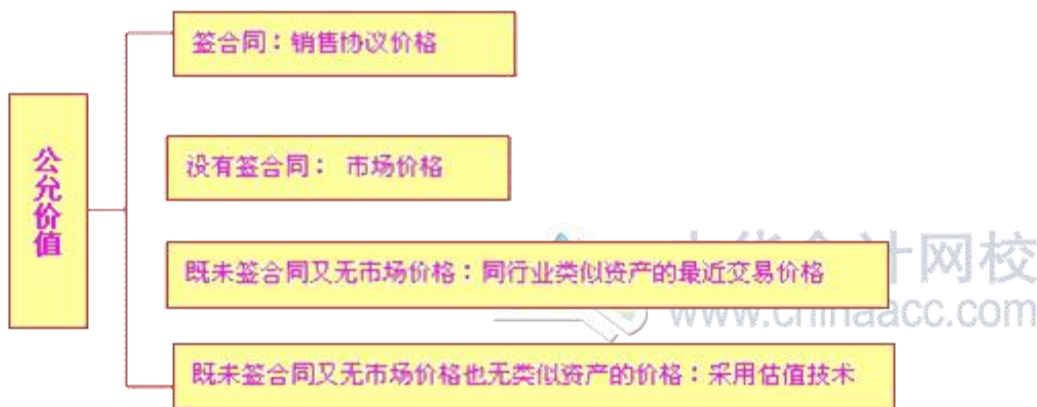 公允价值
签合同：销售协议价格
没有签合同： 市场价格
既未签合同又无市场价格：同行业类似资产的最近交易价格
既未签合同又无市场价格也无类似资产的价格：采用估值技术
计网校
www.chinaacc.com